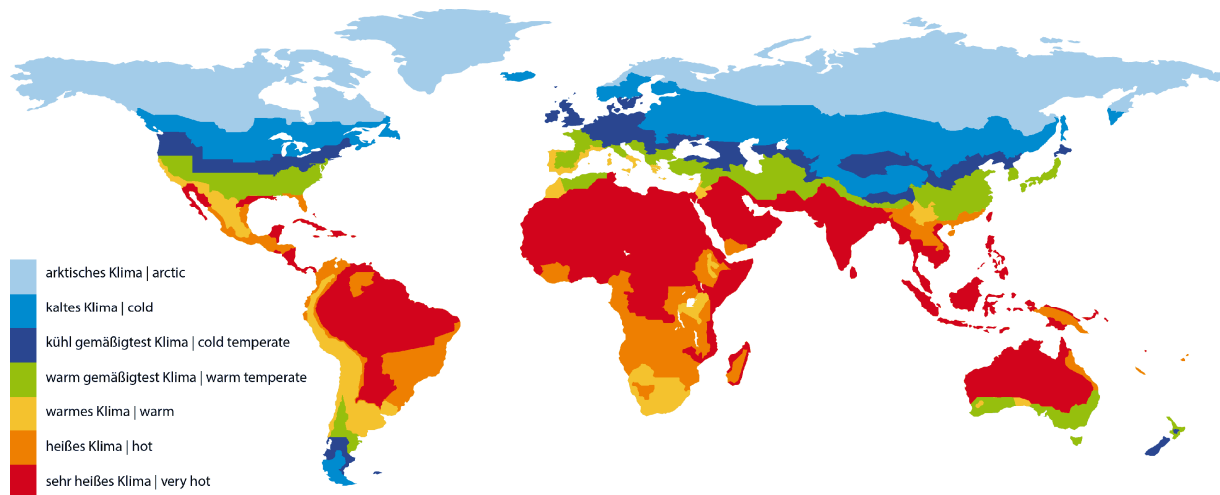 arktisches Klima | arctic
kaltes Klima | cold
kühl gemäßigtest Klima | cold temperate
warm gemäßigtest Klima | warm temperate
warmes Klima | warm
heißes Klima | hot
sehr heißes Klima | very hot